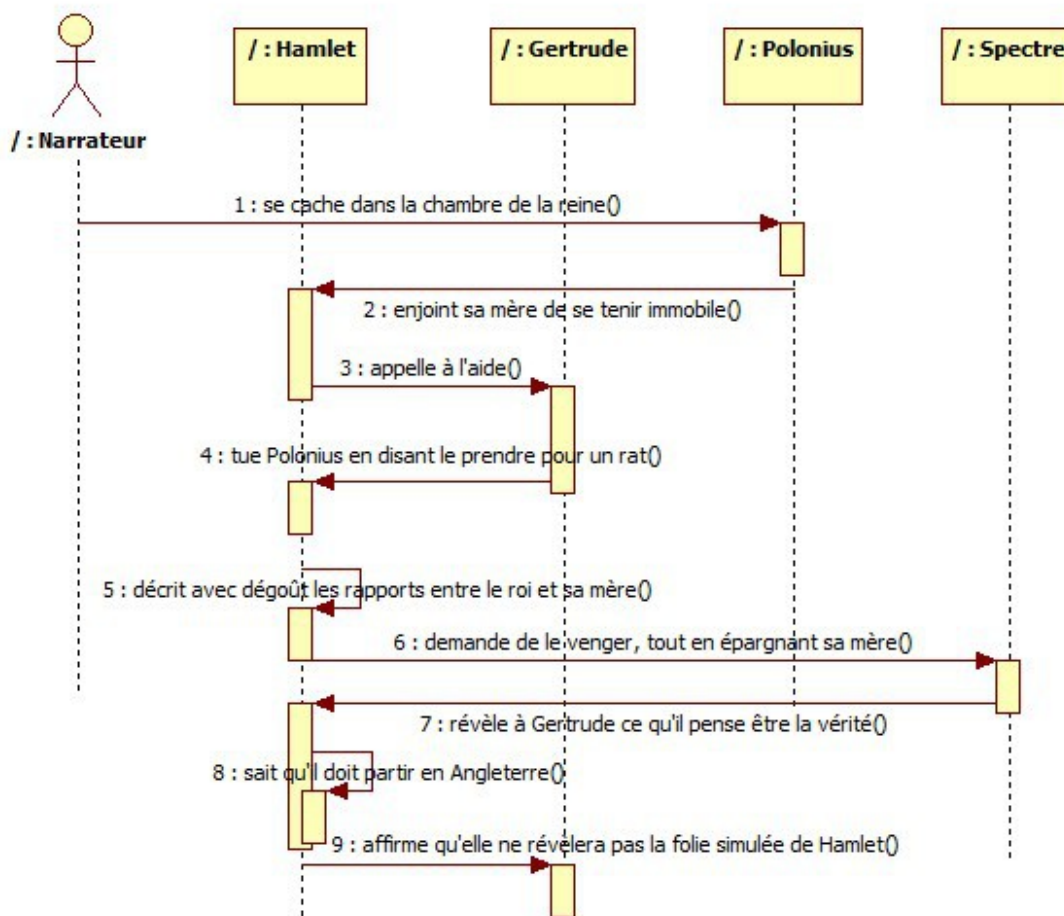 / : Hamlet
/ : Gertrude
/ : Polonius
/ : Spectre
/ : Narrateur
1 : se cache dans la chambre de la reine()
2 : enjoint sa mère de se tenir immobile()
3 : appelle à l'aide()
4 : tue Polonius en disant le prendre pour un rat()
5 : décrit avec dégoût les rapports entre le roi et sa mère()
6 : demande de le venger, tout en épargnant sa mère()
7 : révèle à Gertrude ce qu'il pense être la vérité()
8 : sait qu'il doit partir en Angleterre()
9 : affirme qu'elle ne révèlera pas la folie simulée de Hamlet()